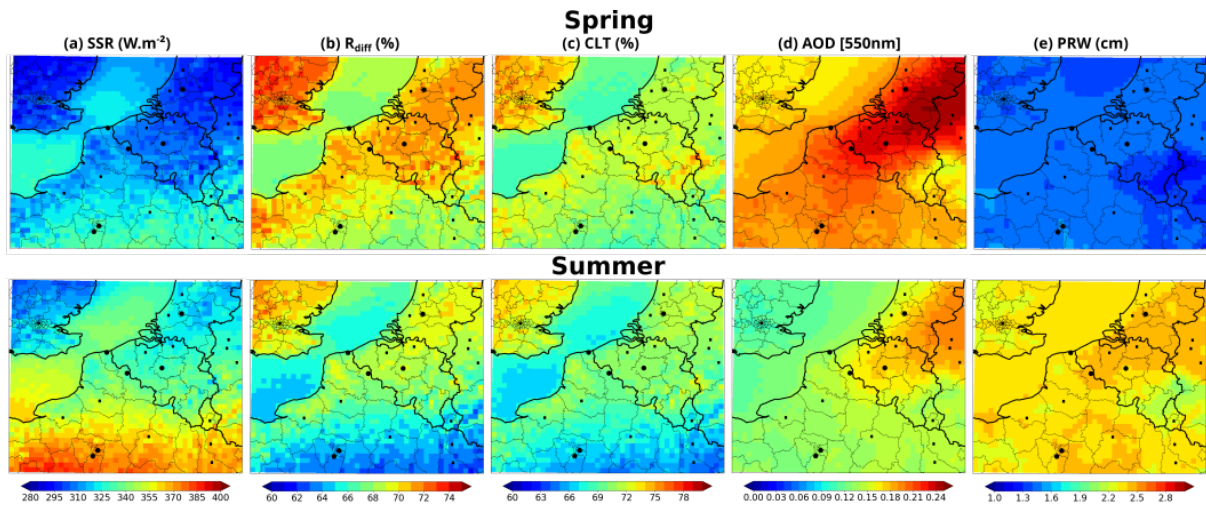 Spring
(a) SSR (W.m⁻²) (b) R_diff (%) (c) CLT (%) (d) AOD [550nm] (e) PRW (cm)
Summer
280 295 310 325 340 355 370 385 400 60 62 64 66 68 70 72 74 60 63 66 69 72 75 78 0.00 0.03 0.06 0.09 0.12 0.15 0.18 0.21 0.24 1.0 1.3 1.6 1.9 2.2 2.5 2.8